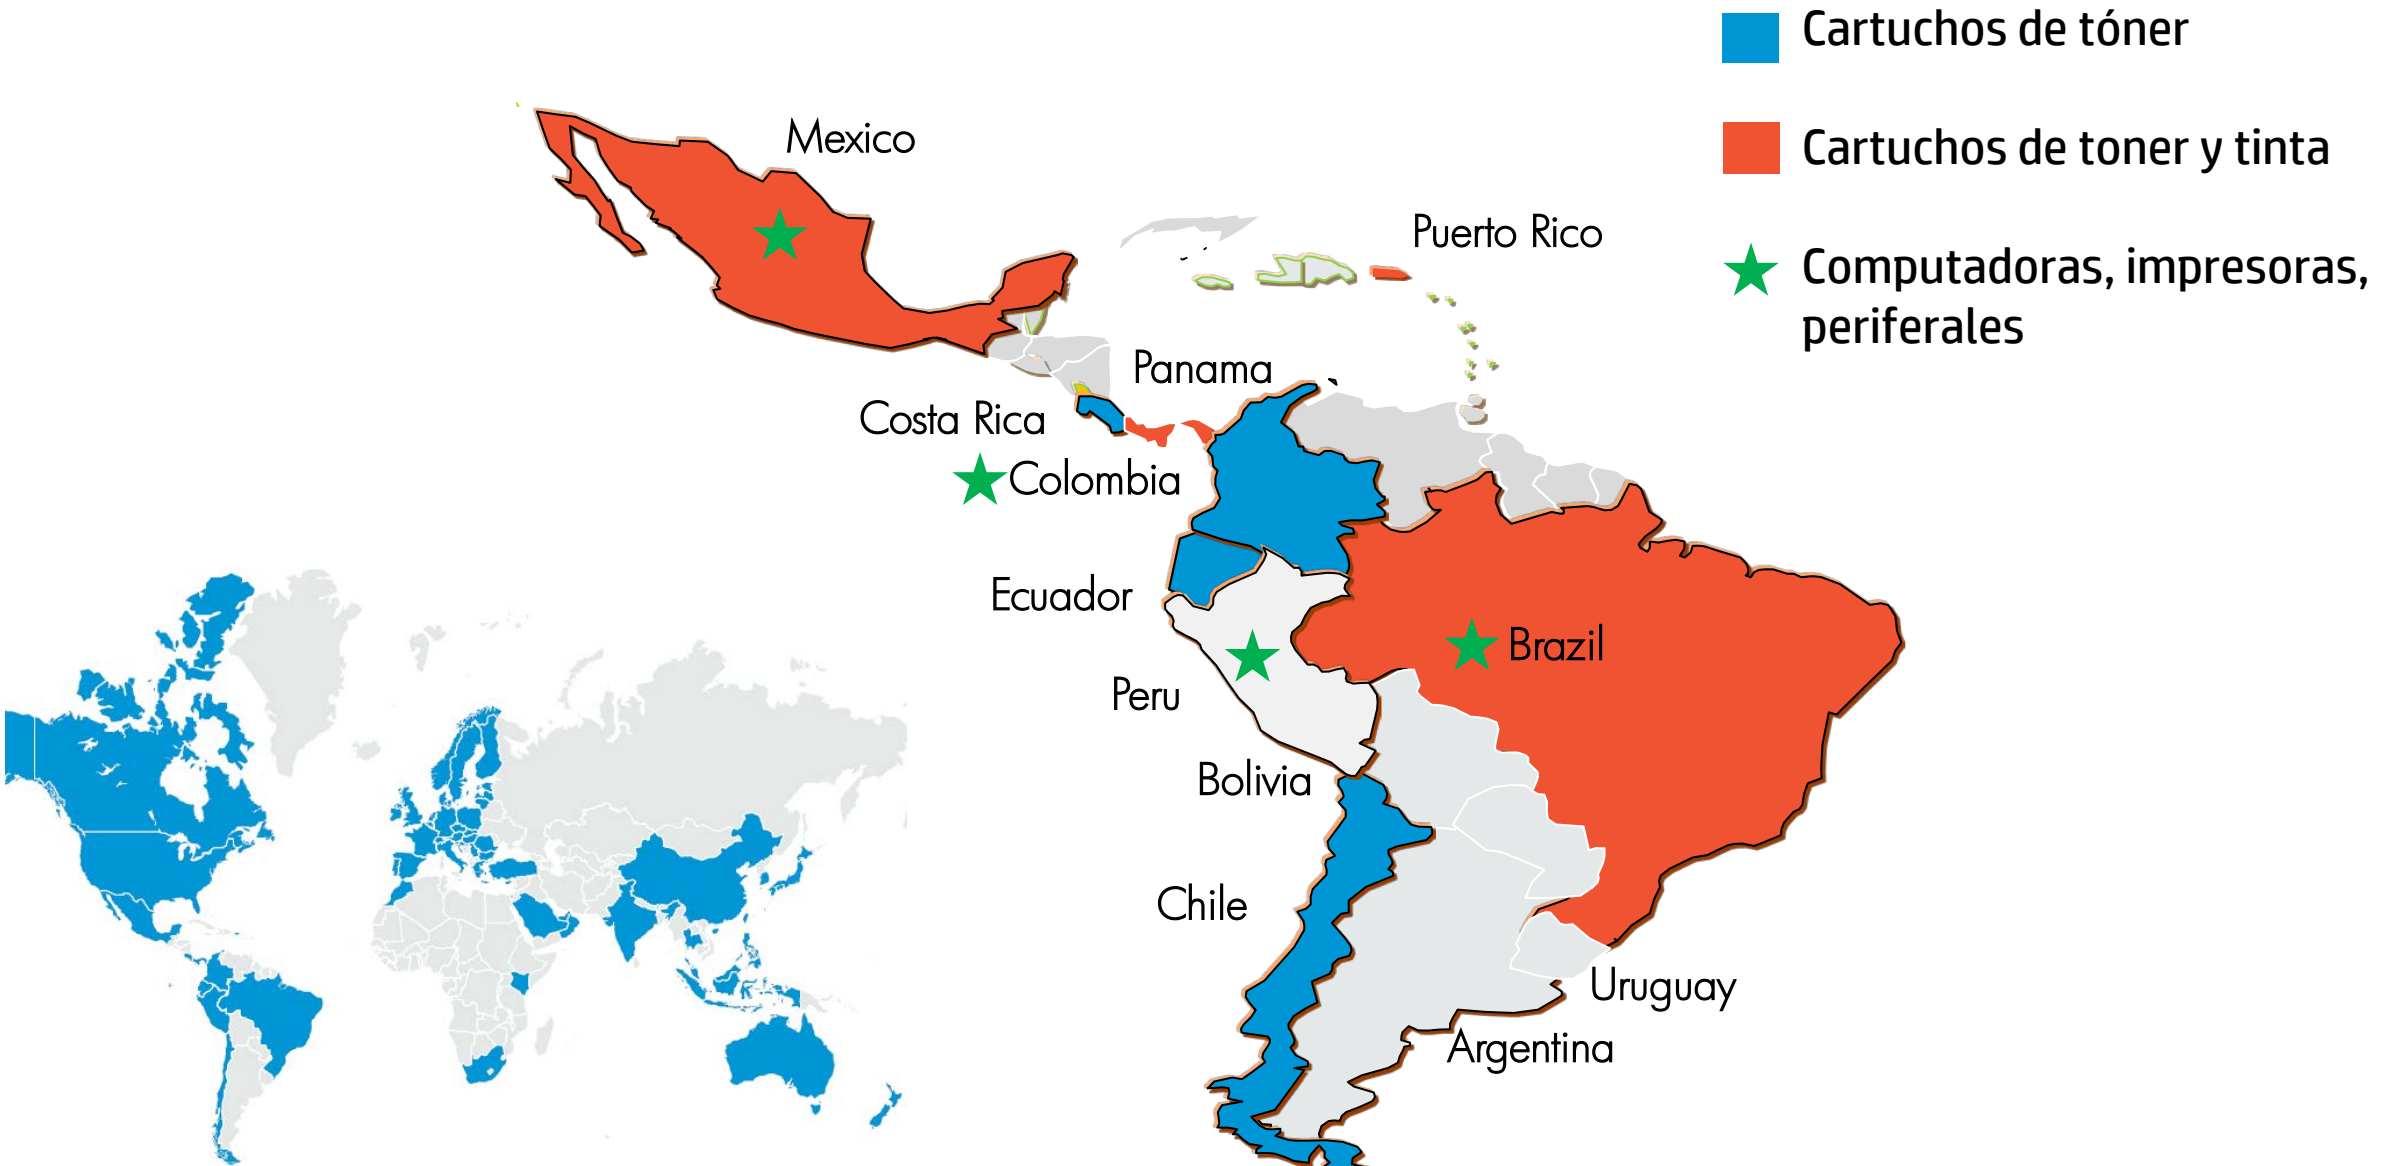 Cartuchos de tóner
Cartuchos de toner y tinta
Computadoras, impresoras,
periferales
Mexico
Puerto Rico
Panama
Costa Rica
Colombia
Ecuador
Brazil
Peru
Bolivia
Chile
Uruguay
Argentina